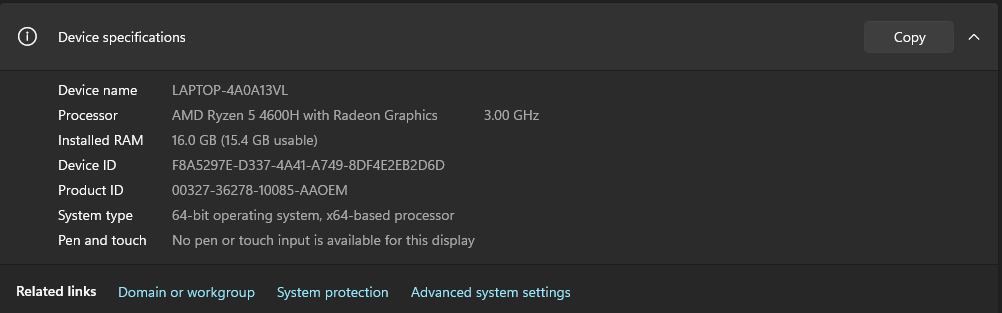 Device specifications Copy
Device name LAPTOP-4A0A13VL
Processor AMD Ryzen 5 4600H with Radeon Graphics 3.00 GHz
Installed RAM 16.0 GB (15.4 GB usable)
Device ID F8A5297E-D337-4A41-A749-8DF4E2EB2D6D
Product ID 00327-36278-10085-AAOEM
System type 64-bit operating system, x64-based processor
Pen and touch No pen or touch input is available for this display
Related links Domain or workgroup System protection Advanced system settings